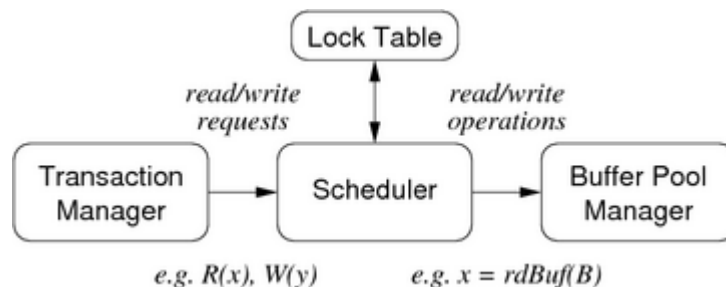 Lock Table
read/write
requests
read/write
operations
Transaction
Manager
Scheduler
Buffer Pool
Manager
e.g. R(x), W(y)
e.g. x = rdBuf(B)